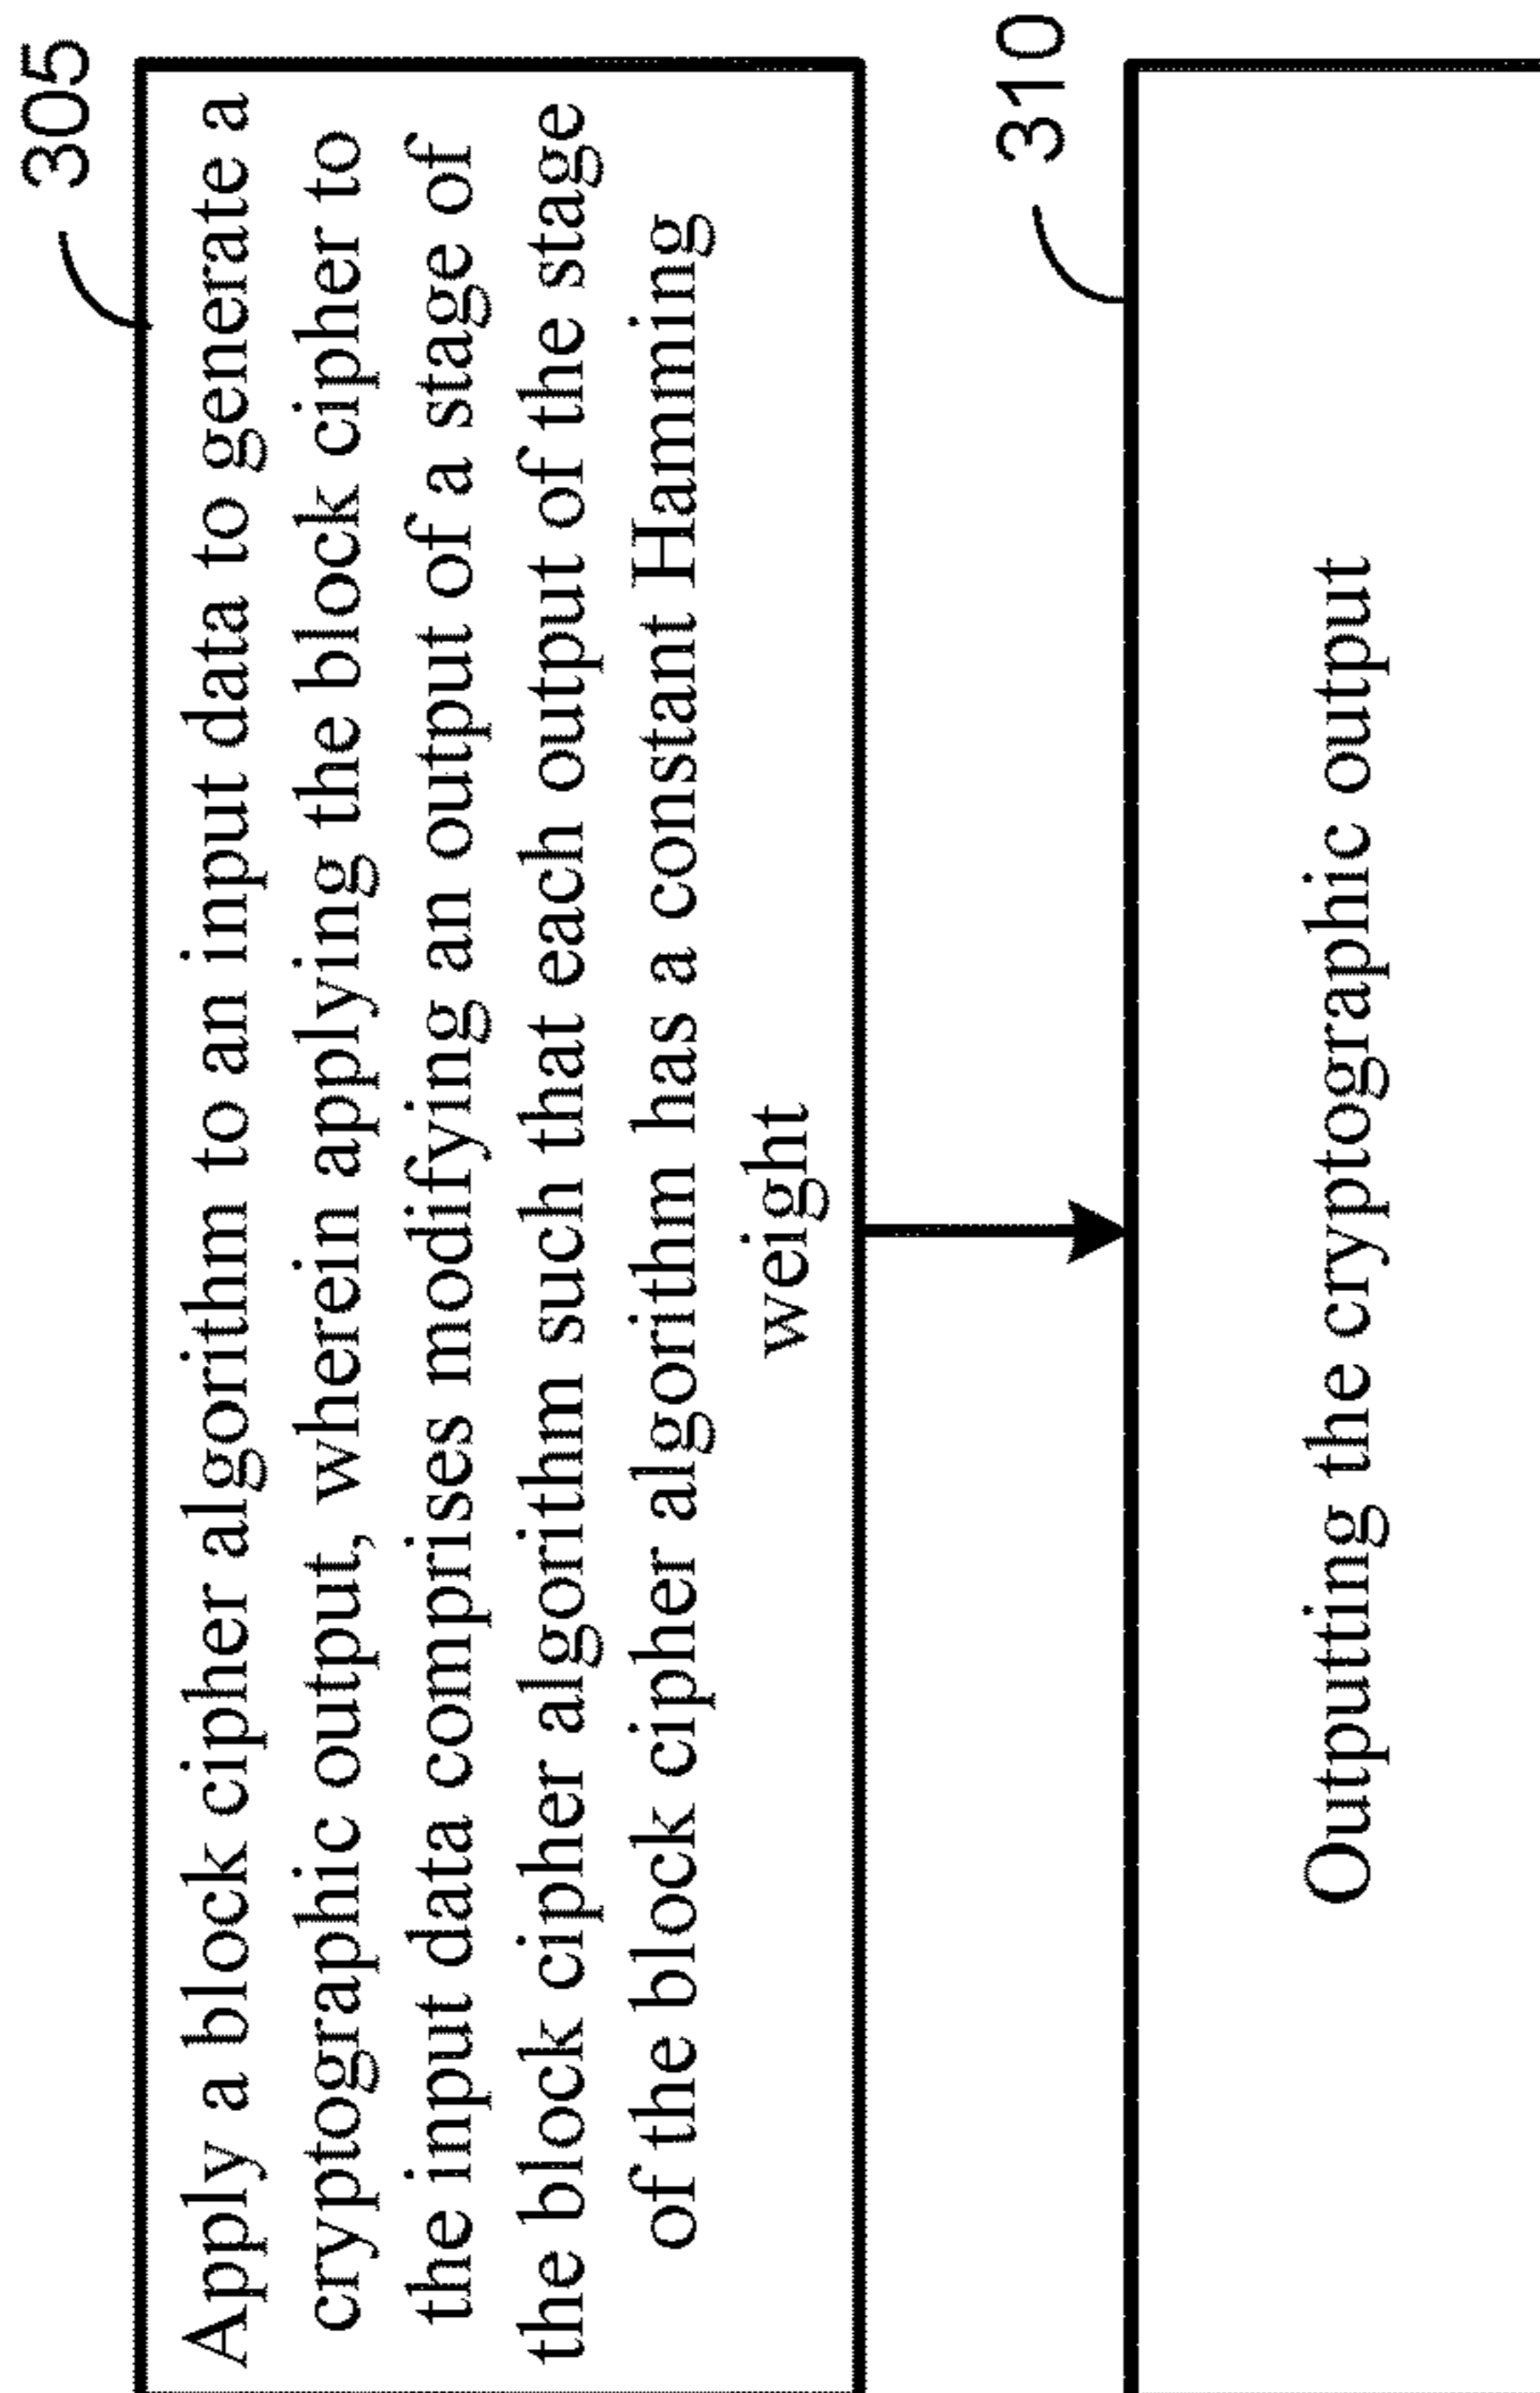 305
Apply a block cipher algorithm to an input data to generate a
cryptographic output, wherein applying the block cipher to
the input data comprises modifying an output of a stage of
the block cipher algorithm such that each output of the stage
of the block cipher algorithm has a constant Hamming
weight
310
Outputting the cryptographic output